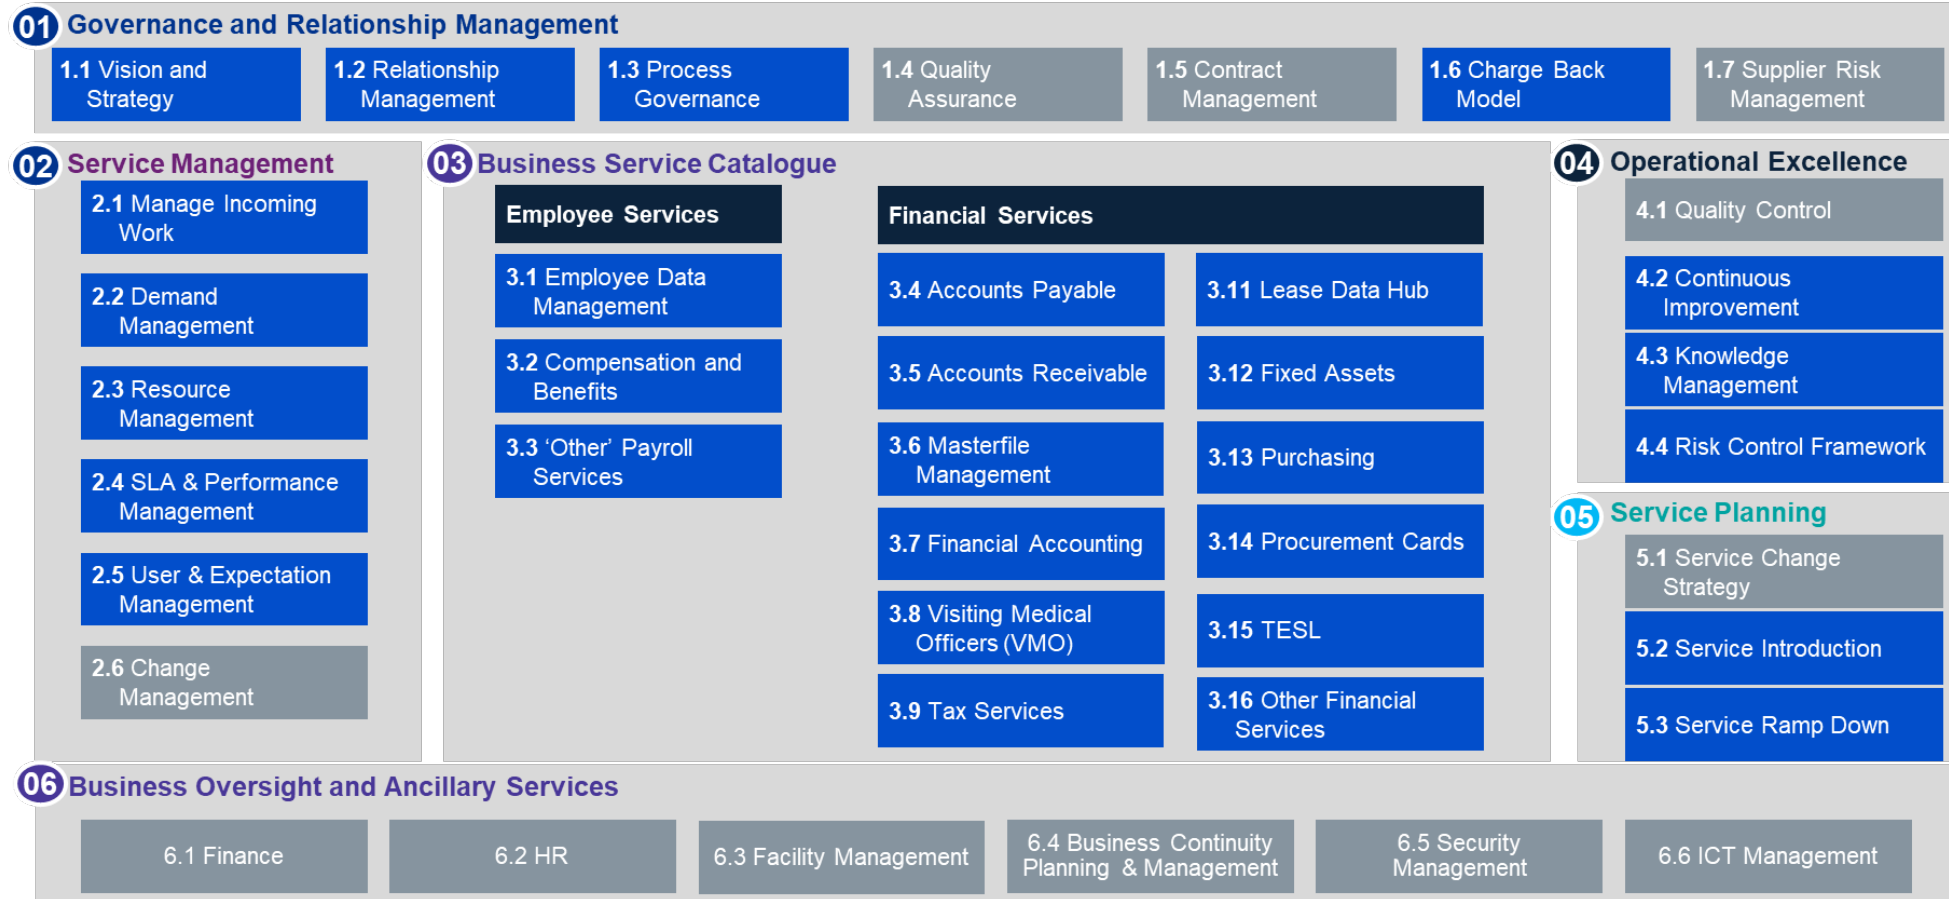 01 Governance and Relationship Management
1.1 Vision and
Strategy
1.2 Relationship
Management
1.3 Process
Governance
1.4 Quality
Assurance
1.5 Contract
Management
1.6 Charge Back
Model
1.7 Supplier Risk
Management
02 Service Management
2.1 Manage Incoming
Work
2.2 Demand
Management
2.3 Resource
Management
2.4 SLA & Performance
Management
2.5 User & Expectation
Management
2.6 Change
Management
03 Business Service Catalogue
Employee Services
3.1 Employee Data
Management
3.2 Compensation and
Benefits
3.3 ‘Other’ Payroll
Services
Financial Services
3.4 Accounts Payable
3.5 Accounts Receivable
3.6 Masterfile
Management
3.7 Financial Accounting
3.8 Visiting Medical
Officers (VMO)
3.9 Tax Services
3.11 Lease Data Hub
3.12 Fixed Assets
3.13 Purchasing
3.14 Procurement Cards
3.15 TESL
3.16 Other Financial
Services
04 Operational Excellence
4.1 Quality Control
4.2 Continuous
Improvement
4.3 Knowledge
Management
4.4 Risk Control Framework
05 Service Planning
5.1 Service Change
Strategy
5.2 Service Introduction
5.3 Service Ramp Down
06 Business Oversight and Ancillary Services
6.1 Finance
6.2 HR
6.3 Facility Management
6.4 Business Continuity
Planning & Management
6.5 Security
Management
6.6 ICT Management